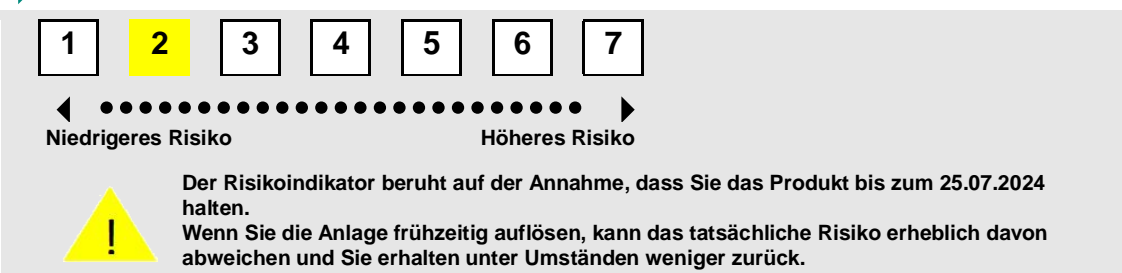 1 2 3 4 5 6 7
Niedrigeres Risiko Höheres Risiko
Der Risikoindikator beruht auf der Annahme, dass Sie das Produkt bis zum 25.07.2024
halten.
!
Wenn Sie die Anlage frühzeitig auflösen, kann das tatsächliche Risiko erheblich davon
abweichen und Sie erhalten unter Umständen weniger zurück.